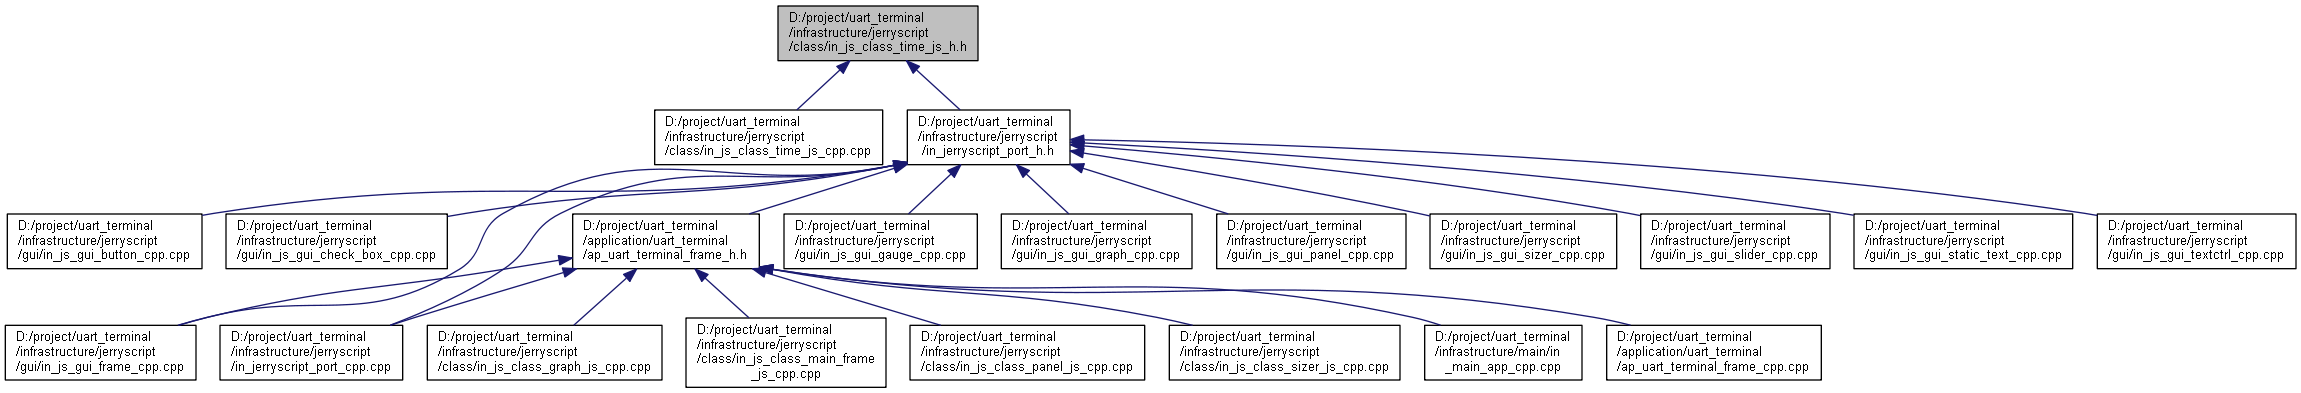 D:/project/uart_terminal
/infrastructure/jerryscript
/class/in_js_class_time_js_h.h
D:/project/uart_terminal
/infrastructure/jerryscript
/class/in_js_class_time_js_cpp.cpp
D:/project/uart_terminal
/infrastructure/jerryscript
/in_jerryscript_port_h.h
D:/project/uart_terminal
/infrastructure/jerryscript
/gui/in_js_gui_button_cpp.cpp
D:/project/uart_terminal
/infrastructure/jerryscript
/gui/in_js_gui_check_box_cpp.cpp
D:/project/uart_terminal
/application/uart_terminal
/ap_uart_terminal_frame_h.h
D:/project/uart_terminal
/infrastructure/jerryscript
/gui/in_js_gui_gauge_cpp.cpp
D:/project/uart_terminal
/infrastructure/jerryscript
/gui/in_js_gui_graph_cpp.cpp
D:/project/uart_terminal
/infrastructure/jerryscript
/gui/in_js_gui_panel_cpp.cpp
D:/project/uart_terminal
/infrastructure/jerryscript
/gui/in_js_gui_sizer_cpp.cpp
D:/project/uart_terminal
/infrastructure/jerryscript
/gui/in_js_gui_slider_cpp.cpp
D:/project/uart_terminal
/infrastructure/jerryscript
/gui/in_js_gui_static_text_cpp.cpp
D:/project/uart_terminal
/infrastructure/jerryscript
/gui/in_js_gui_textctrl_cpp.cpp
D:/project/uart_terminal
/infrastructure/jerryscript
/gui/in_js_gui_frame_cpp.cpp
D:/project/uart_terminal
/infrastructure/jerryscript
/in_jerryscript_port_cpp.cpp
D:/project/uart_terminal
/infrastructure/jerryscript
/class/in_js_class_graph_js_cpp.cpp
D:/project/uart_terminal
/infrastructure/jerryscript
/class/in_js_class_main_frame
_js_cpp.cpp
D:/project/uart_terminal
/infrastructure/jerryscript
/class/in_js_class_panel_js_cpp.cpp
D:/project/uart_terminal
/infrastructure/jerryscript
/class/in_js_class_sizer_js_cpp.cpp
D:/project/uart_terminal
/infrastructure/main/in
_main_app_cpp.cpp
D:/project/uart_terminal
/application/uart_terminal
/ap_uart_terminal_frame_cpp.cpp